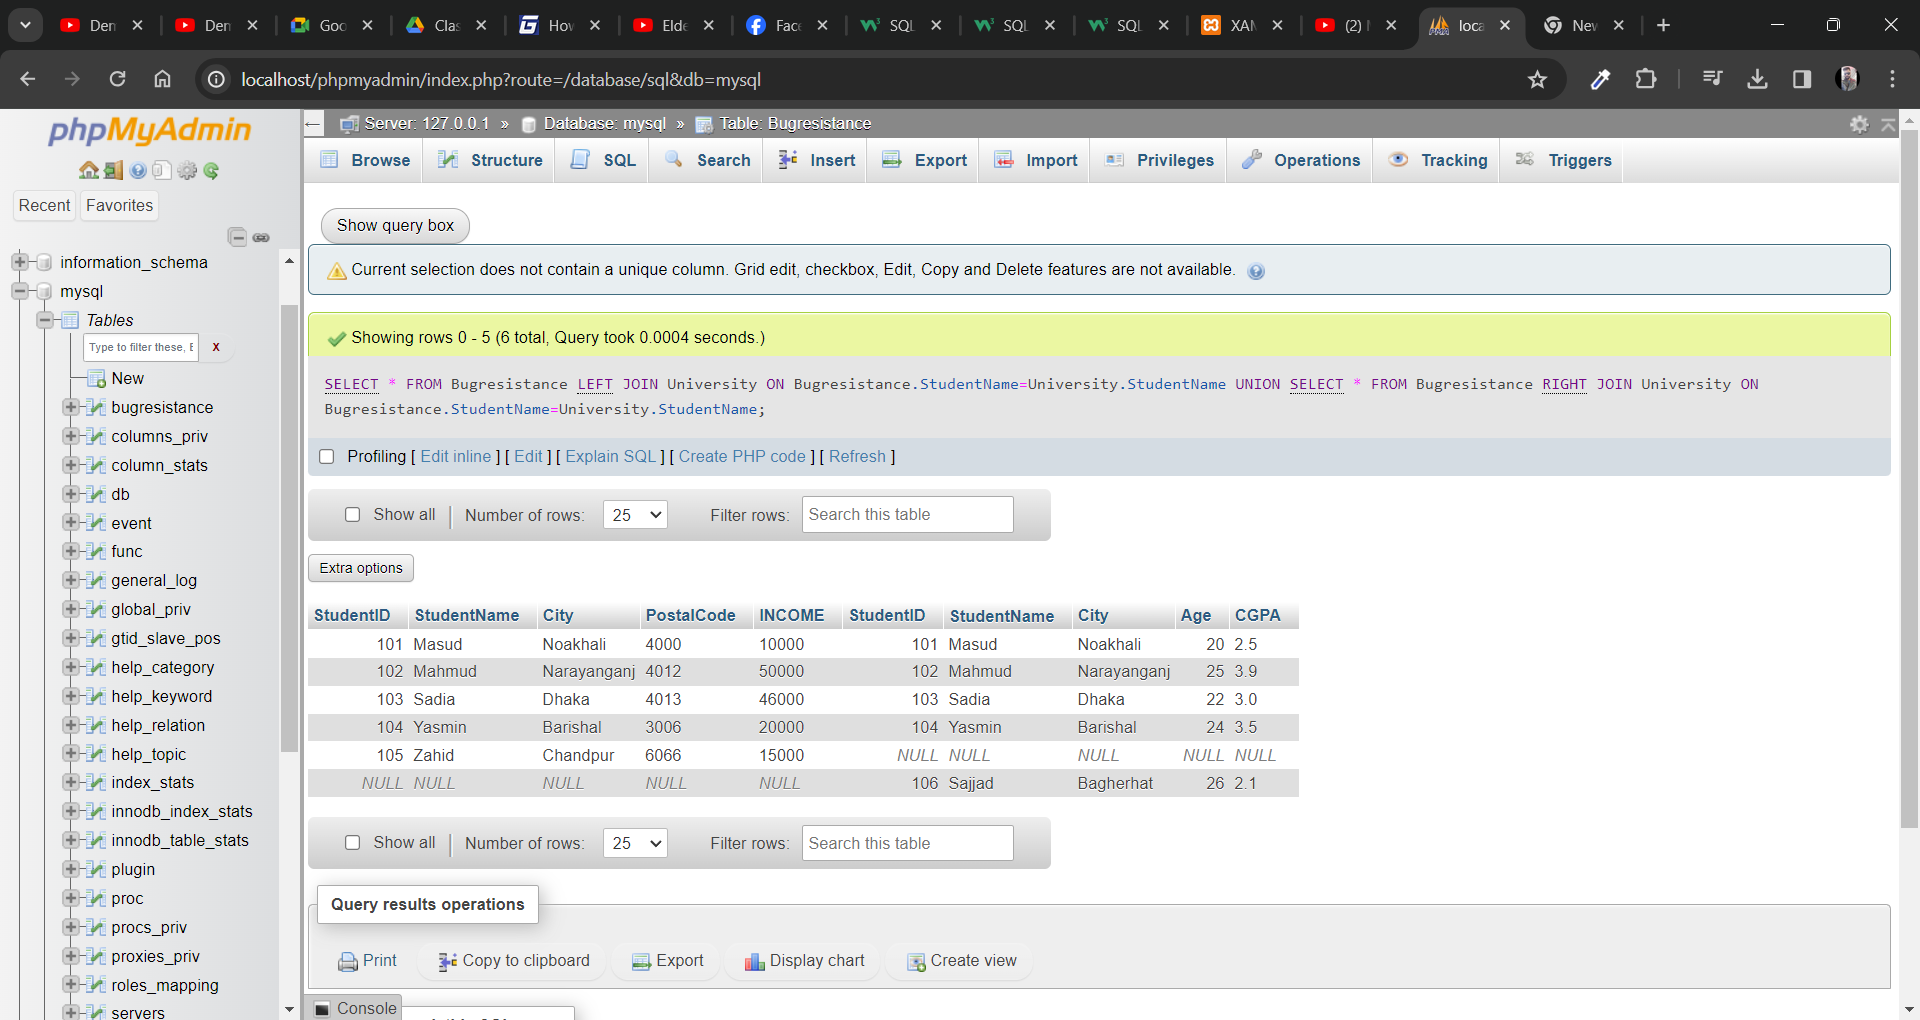 Den
Den
Goo
Clas
How
Elde
Face
SQL
SQL
SQL
XAM
(2)
loca
New
localhost/phpmyadmin/index.php?route=/database/sql&db=mysql
phpMyAdmin
Recent
Favorites
information_schema
mysql
Tables
Type to filter these, E
X
New
bugresistance
columns_priv
column_stats
db
event
func
general_log
global_priv
gtid_slave_pos
help_category
help_keyword
help_relation
help_topic
index_stats
innodb_index_stats
innodb_table_stats
plugin
proc
procs_priv
proxies_priv
roles_mapping
servers
Server: 127.0.0.1 » Database: mysql » Table: Bugresistance
Browse Structure SQL Search Insert Export Import Privileges Operations Tracking Triggers
Show query box
Current selection does not contain a unique column. Grid edit, checkbox, Edit, Copy and Delete features are not available.
Showing rows 0 - 5 (6 total, Query took 0.0004 seconds.)
SELECT * FROM Bugresistance LEFT JOIN University ON Bugresistance.StudentName=University.StudentName UNION SELECT * FROM Bugresistance RIGHT JOIN University ON
Bugresistance.StudentName=University.StudentName;
Profiling [ Edit inline ] [ Edit ] [ Explain SQL ] [ Create PHP code ] [ Refresh ]
Show all Number of rows: 25 Filter rows: Search this table
Extra options
StudentID StudentName City PostalCode INCOME StudentID StudentName City Age CGPA
101 Masud Noakhali 4000 10000 101 Masud Noakhali 20 2.5
102 Mahmud Narayanganj 4012 50000 102 Mahmud Narayanganj 25 3.9
103 Sadia Dhaka 4013 46000 103 Sadia Dhaka 22 3.0
104 Yasmin Barishal 3006 20000 104 Yasmin Barishal 24 3.5
105 Zahid Chandpur 6066 15000 NULL NULL NULL NULL NULL
NULL NULL NULL NULL NULL 106 Sajjad Bagherhat 26 2.1
Show all Number of rows: 25 Filter rows: Search this table
Query results operations
Print Copy to clipboard Export Display chart Create view
Console